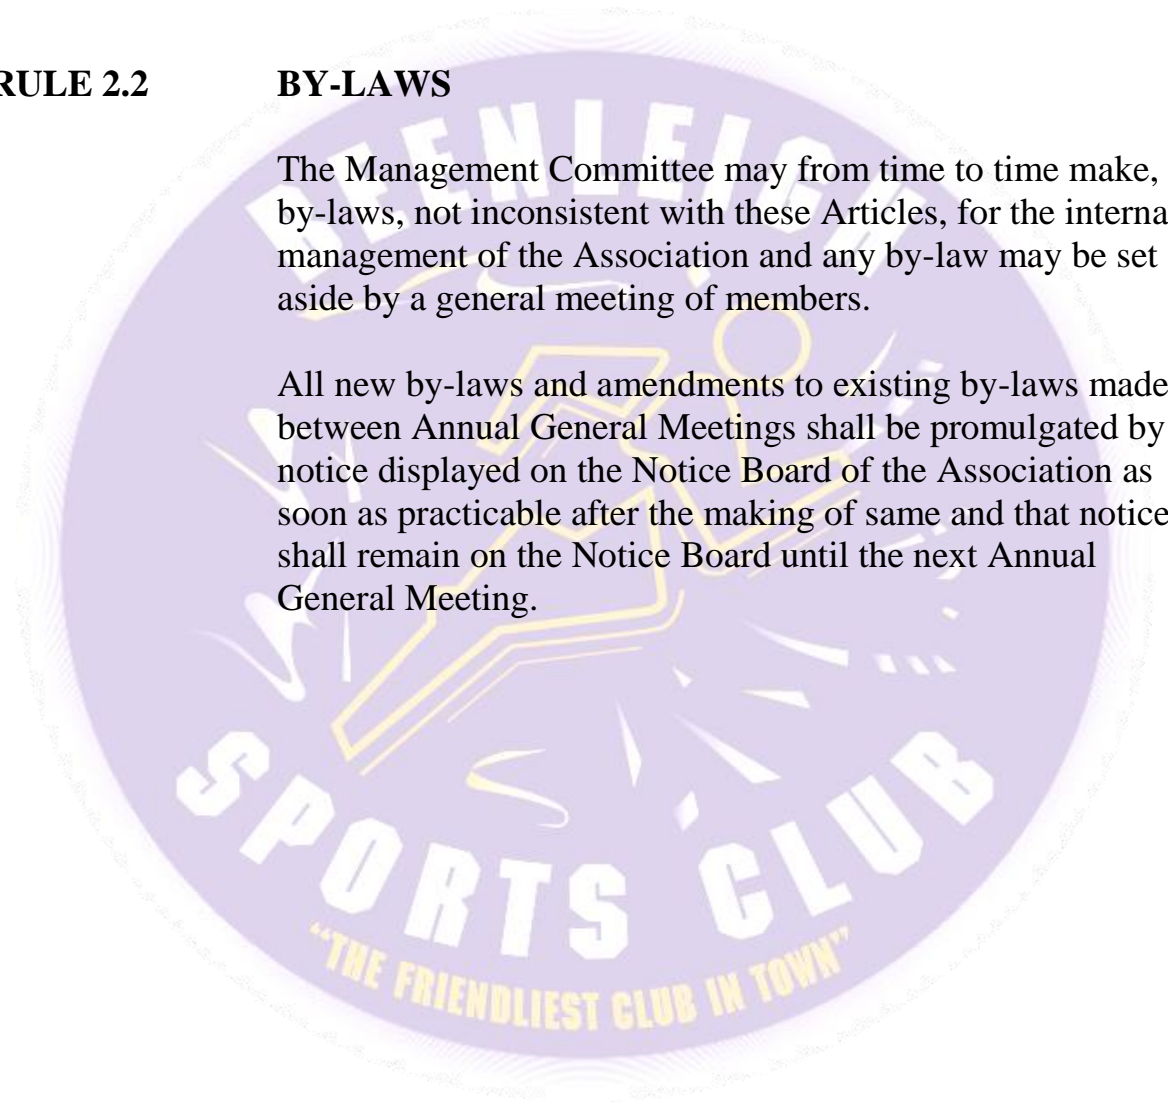 RULE 2.2 BY-LAWS
The Management Committee may from time to time make,
by-laws, not inconsistent with these Articles, for the interna
management of the Association and any by-law may be set
aside by a general meeting of members.
All new by-laws and amendments to existing by-laws made
between Annual General Meetings shall be promulgated by
notice displayed on the Notice Board of the Association as
soon as practicable after the making of same and that notice
shall remain on the Notice Board until the next Annual
General Meeting.
BEENLEIGH
SPORTS CLUB
"THE FRIENDLIEST CLUB IN TOWN"